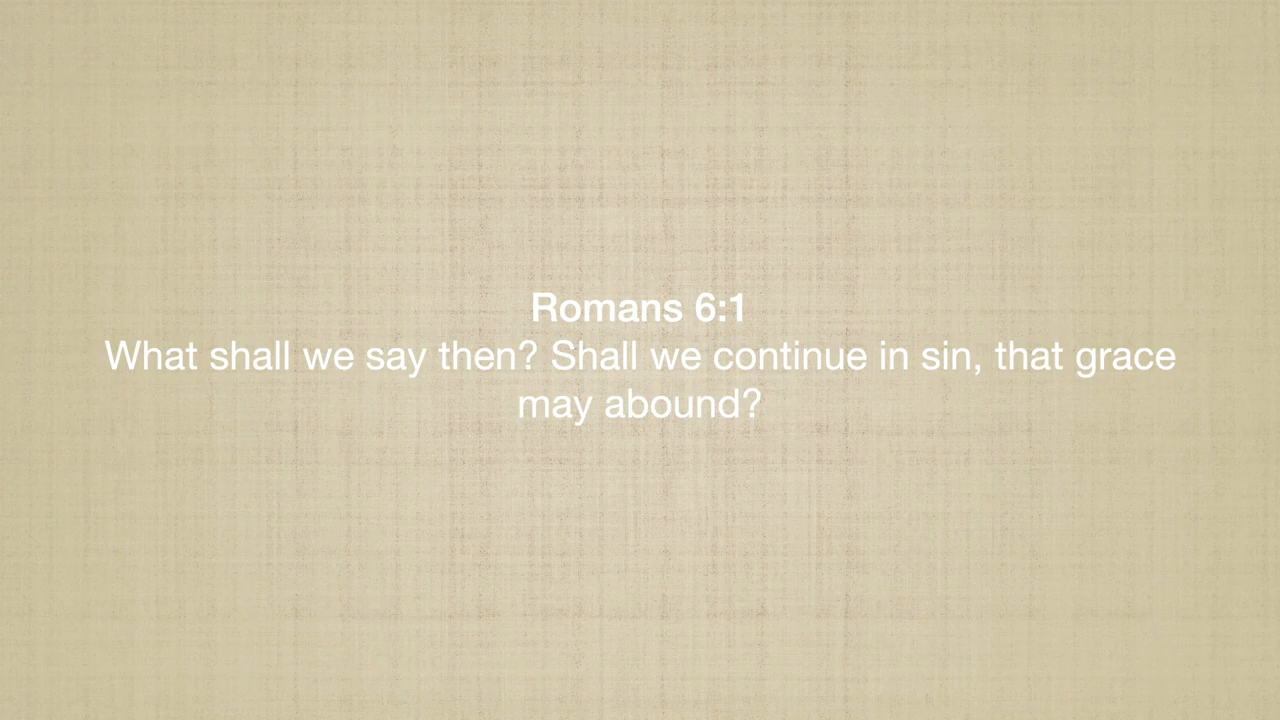 Romans 6:1
What shall we say then? Shall we continue in sin, that grace
may abound?